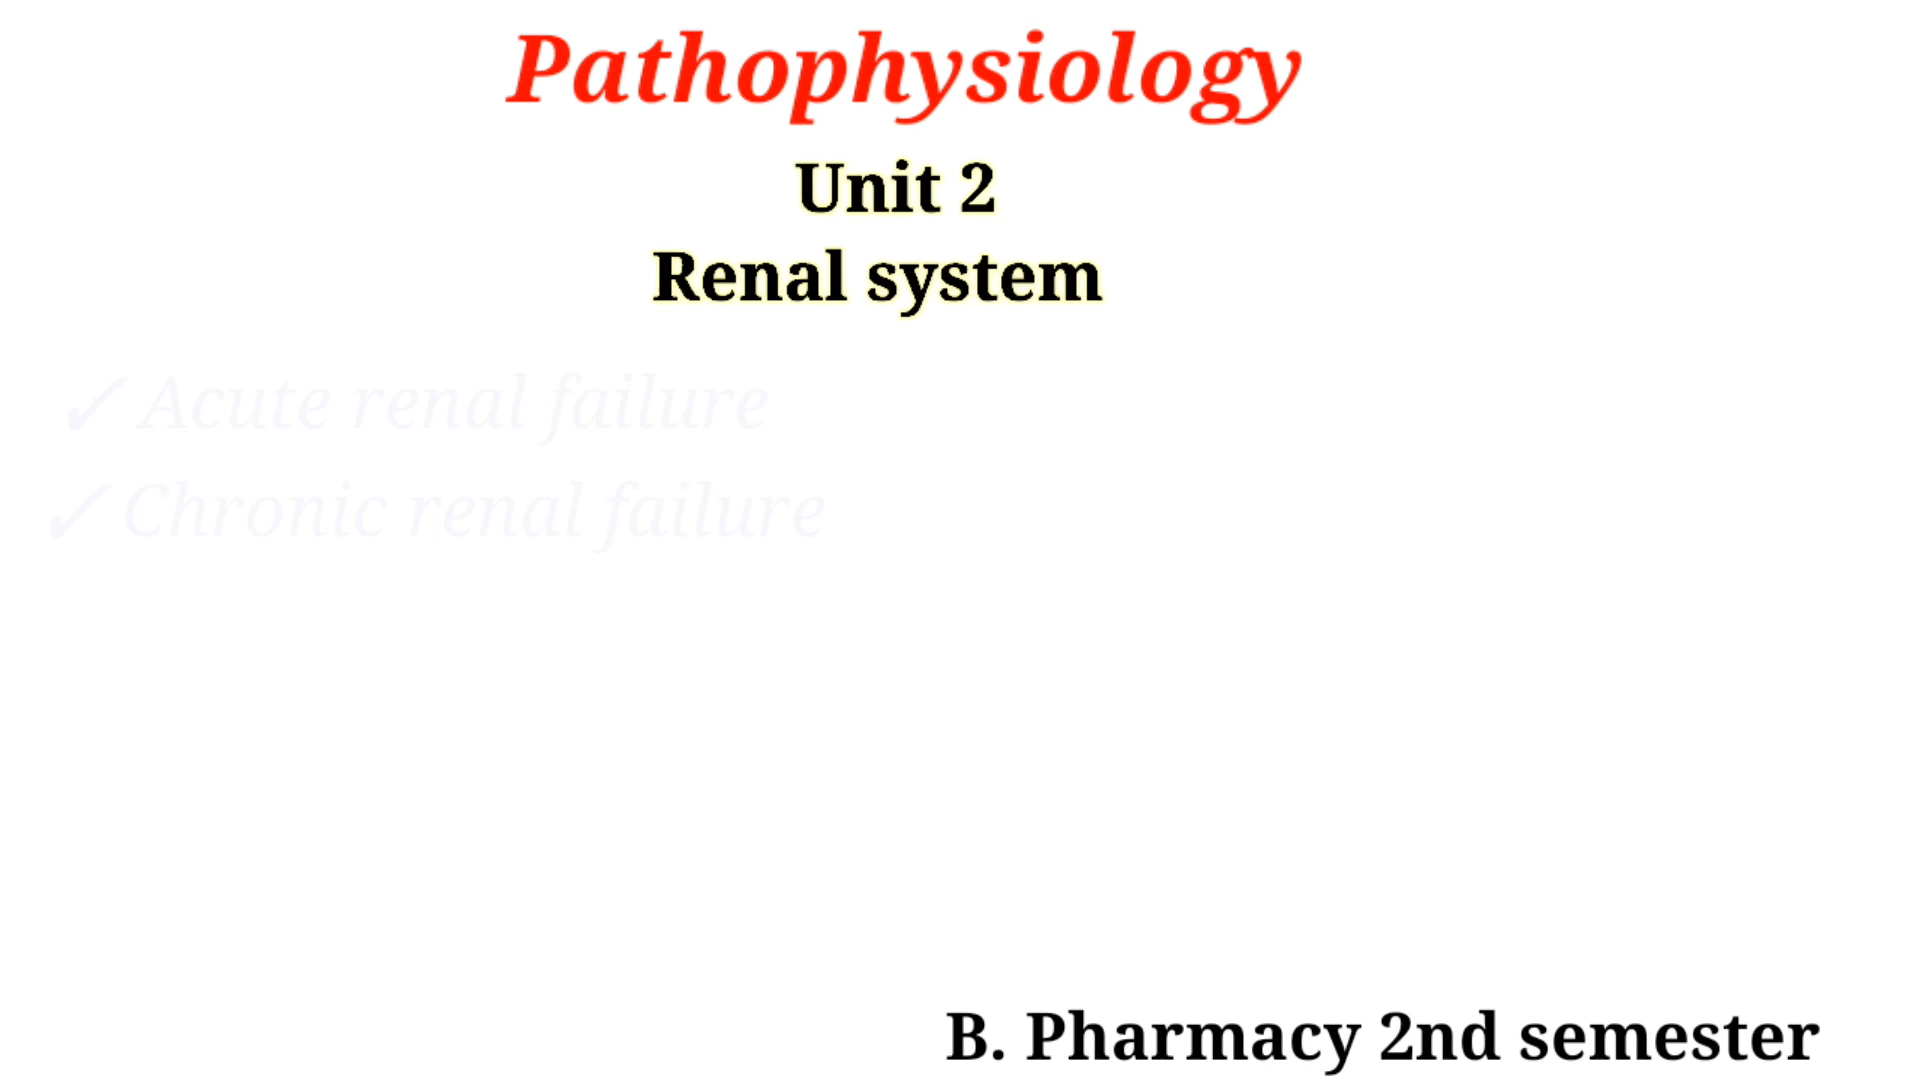 Pathophysiology
Unit 2
Renal system
✓ Acute renal failure
✓ Chronic renal failure
B. Pharmacy 2nd semester